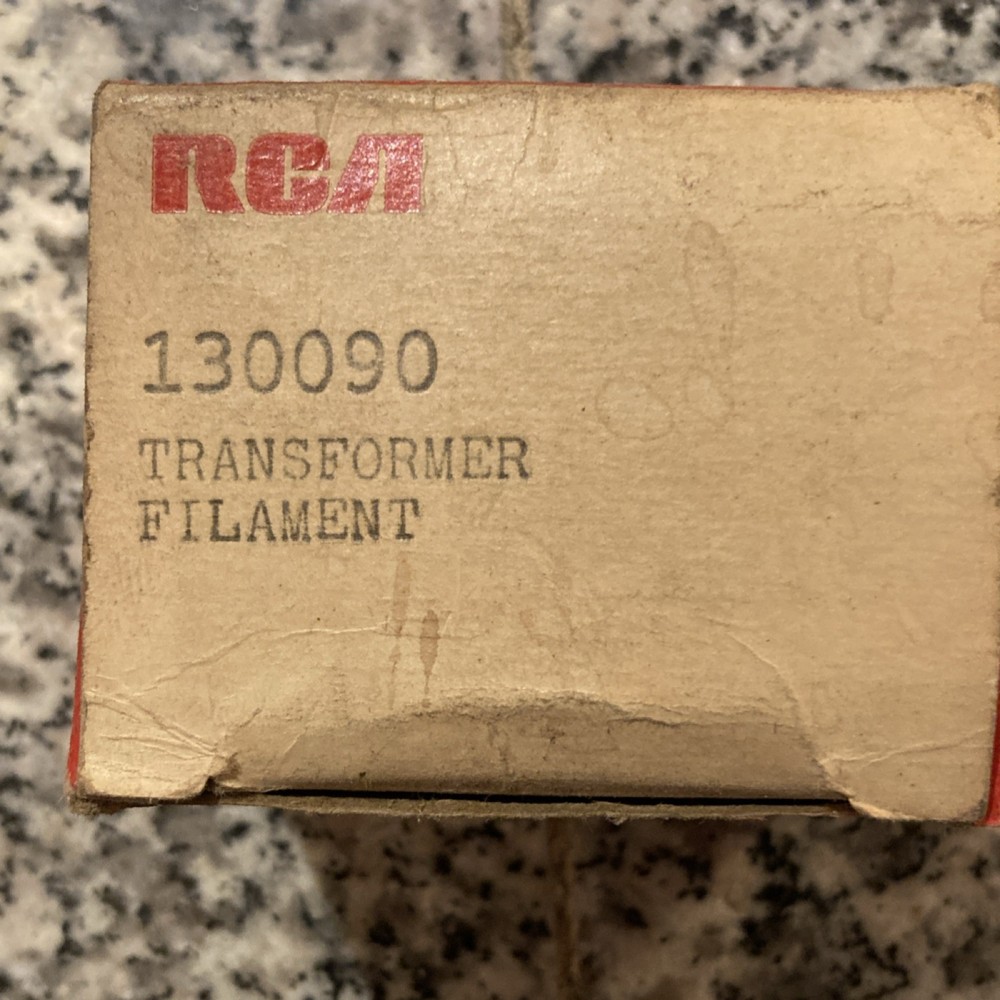 RCA
130090
TRANSFORMER
FILAMENT